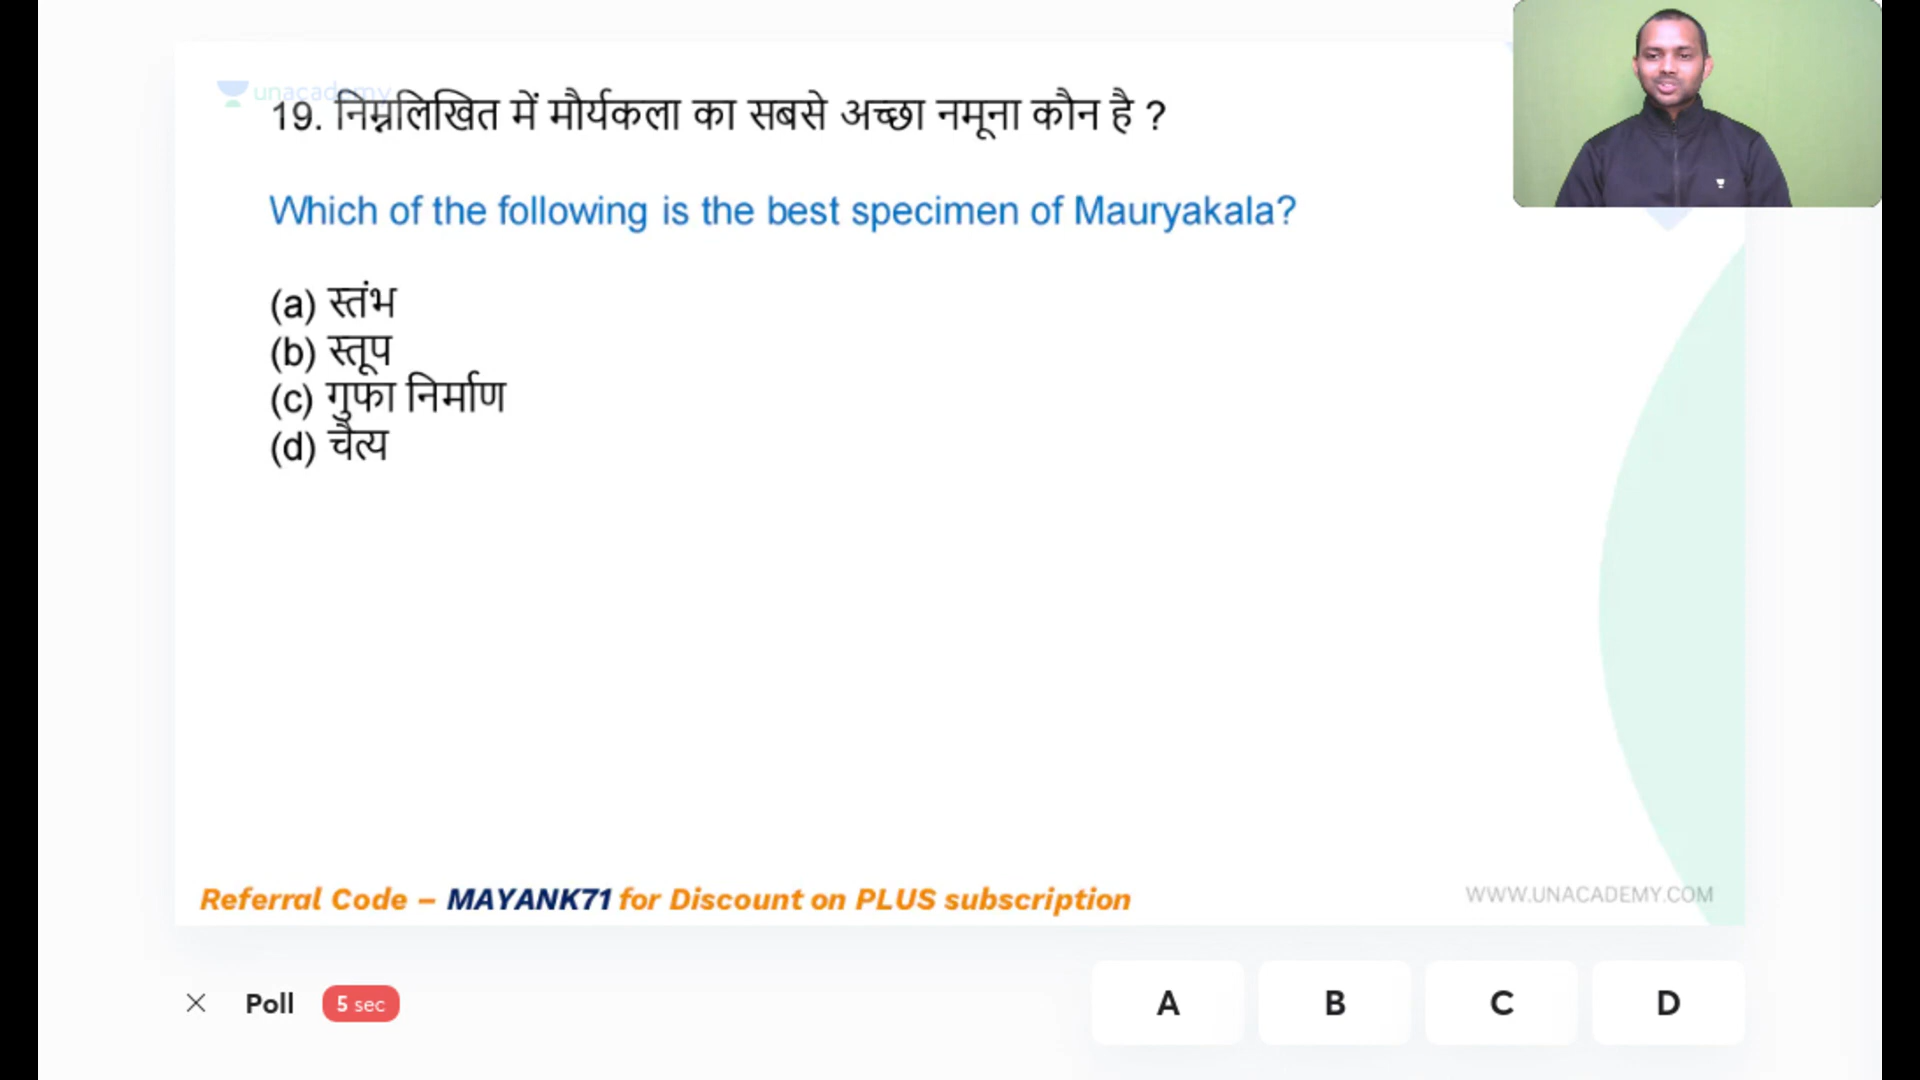 unacademy
19. निम्नलिखित में मौर्यकला का सबसे अच्छा नमूना कौन है ?
Which of the following is the best specimen of Mauryakala?
(a) स्तंभ
(b) स्तूप
(c) गुफा निर्माण
(d) चैत्य
Referral Code – MAYANK71 for Discount on PLUS subscription
WWW.UNACADEMY.COM
Poll 5 sec A B C D